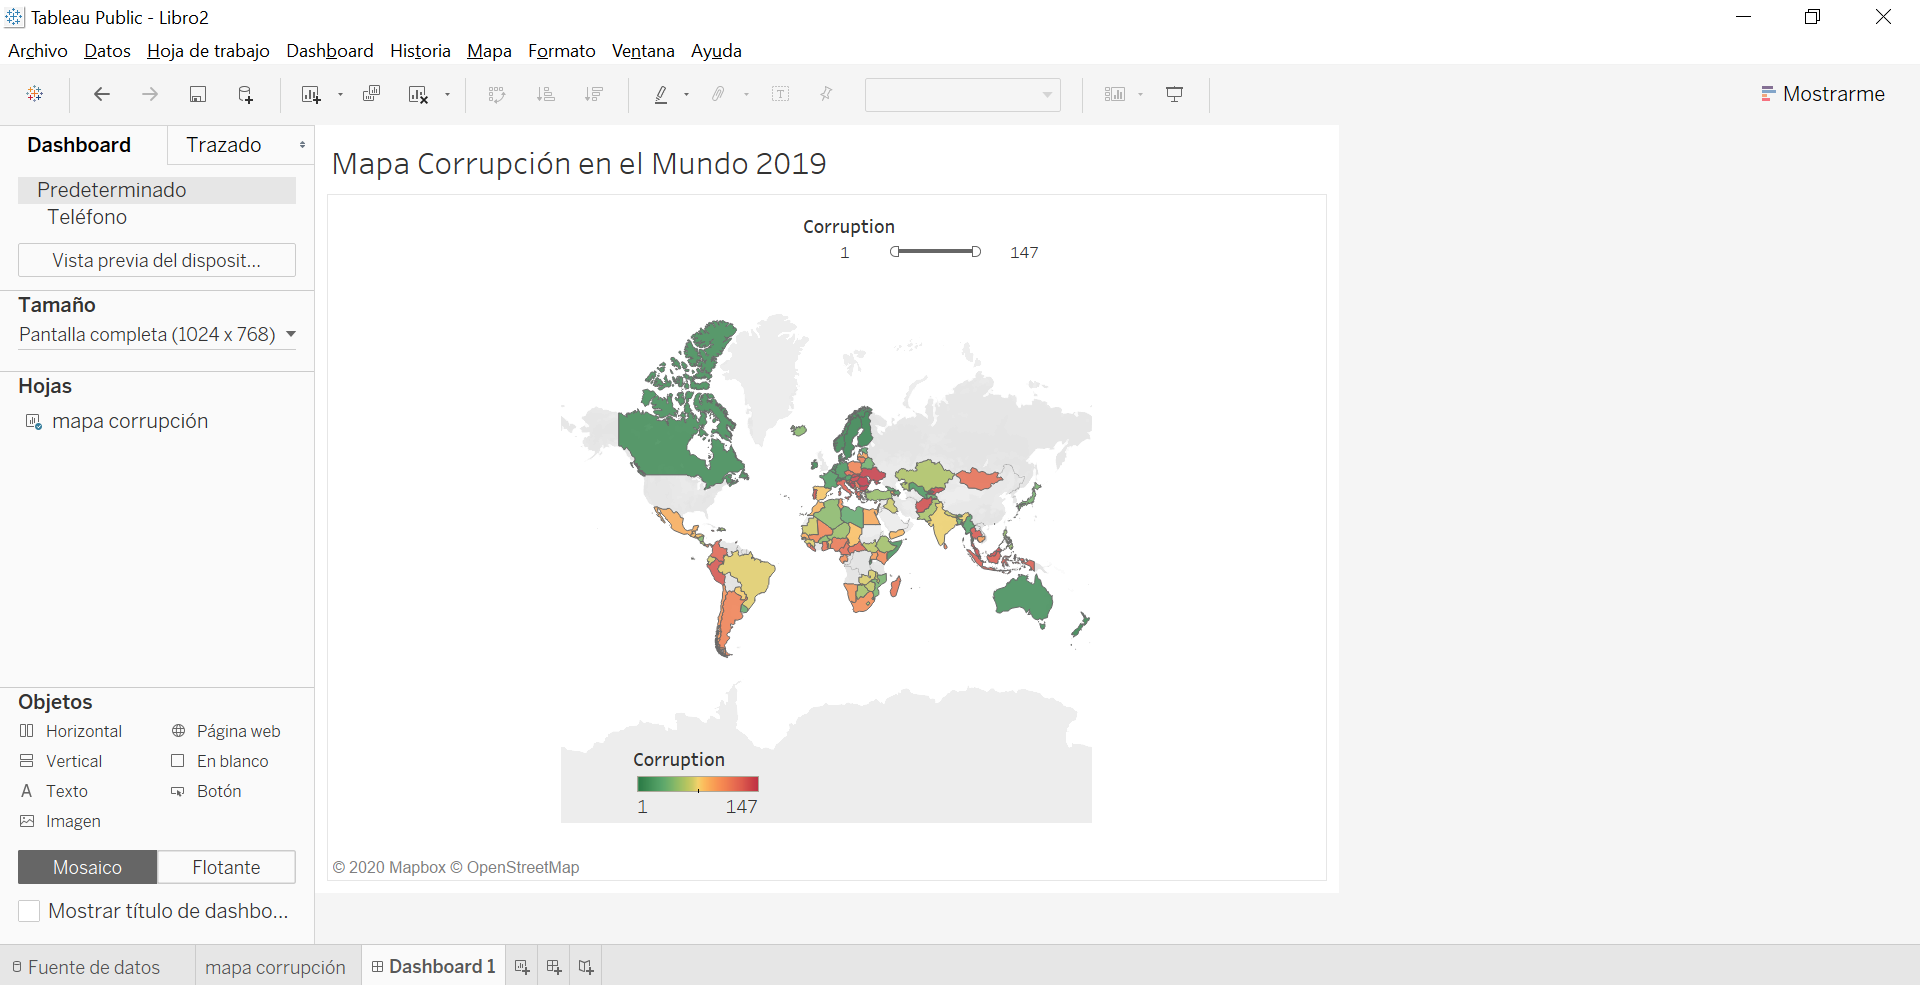 Tableau Public - Libro2
Archivo Datos Hoja de trabajo Dashboard Historia Mapa Formato Ventana Ayuda
Mostrarme
Dashboard Trazado
Predeterminado
Teléfono
Vista previa del disposit...
Tamaño
Pantalla completa (1024 x 768)
Hojas
mapa corrupción
Objetos
Horizontal Página web
Vertical En blanco
A Texto Botón
Imagen
Mosaico Flotante
Mostrar título de dashbo...
Mapa Corrupción en el Mundo 2019
Corruption
1 147
Corruption
1 147
© 2020 Mapbox © OpenStreetMap
Fuente de datos mapa corrupción Dashboard 1